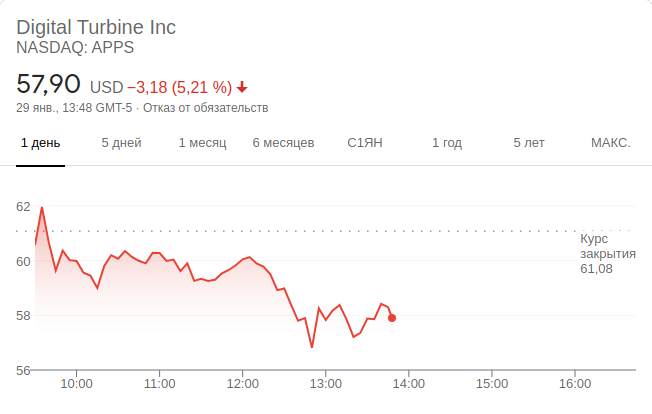 Digital Turbine Inc
NASDAQ: APPS
57,90 USD −3,18 (5,21 %)
29 янв., 13:48 GMT-5 · Отказ от обязательств
1 день 5 дней 1 месяц 6 месяцев С1ЯН 1 год 5 лет МАКС.
62
Курс
закрытия
61,08
60
58
56
10:00 11:00 12:00 13:00 14:00 15:00 16:00